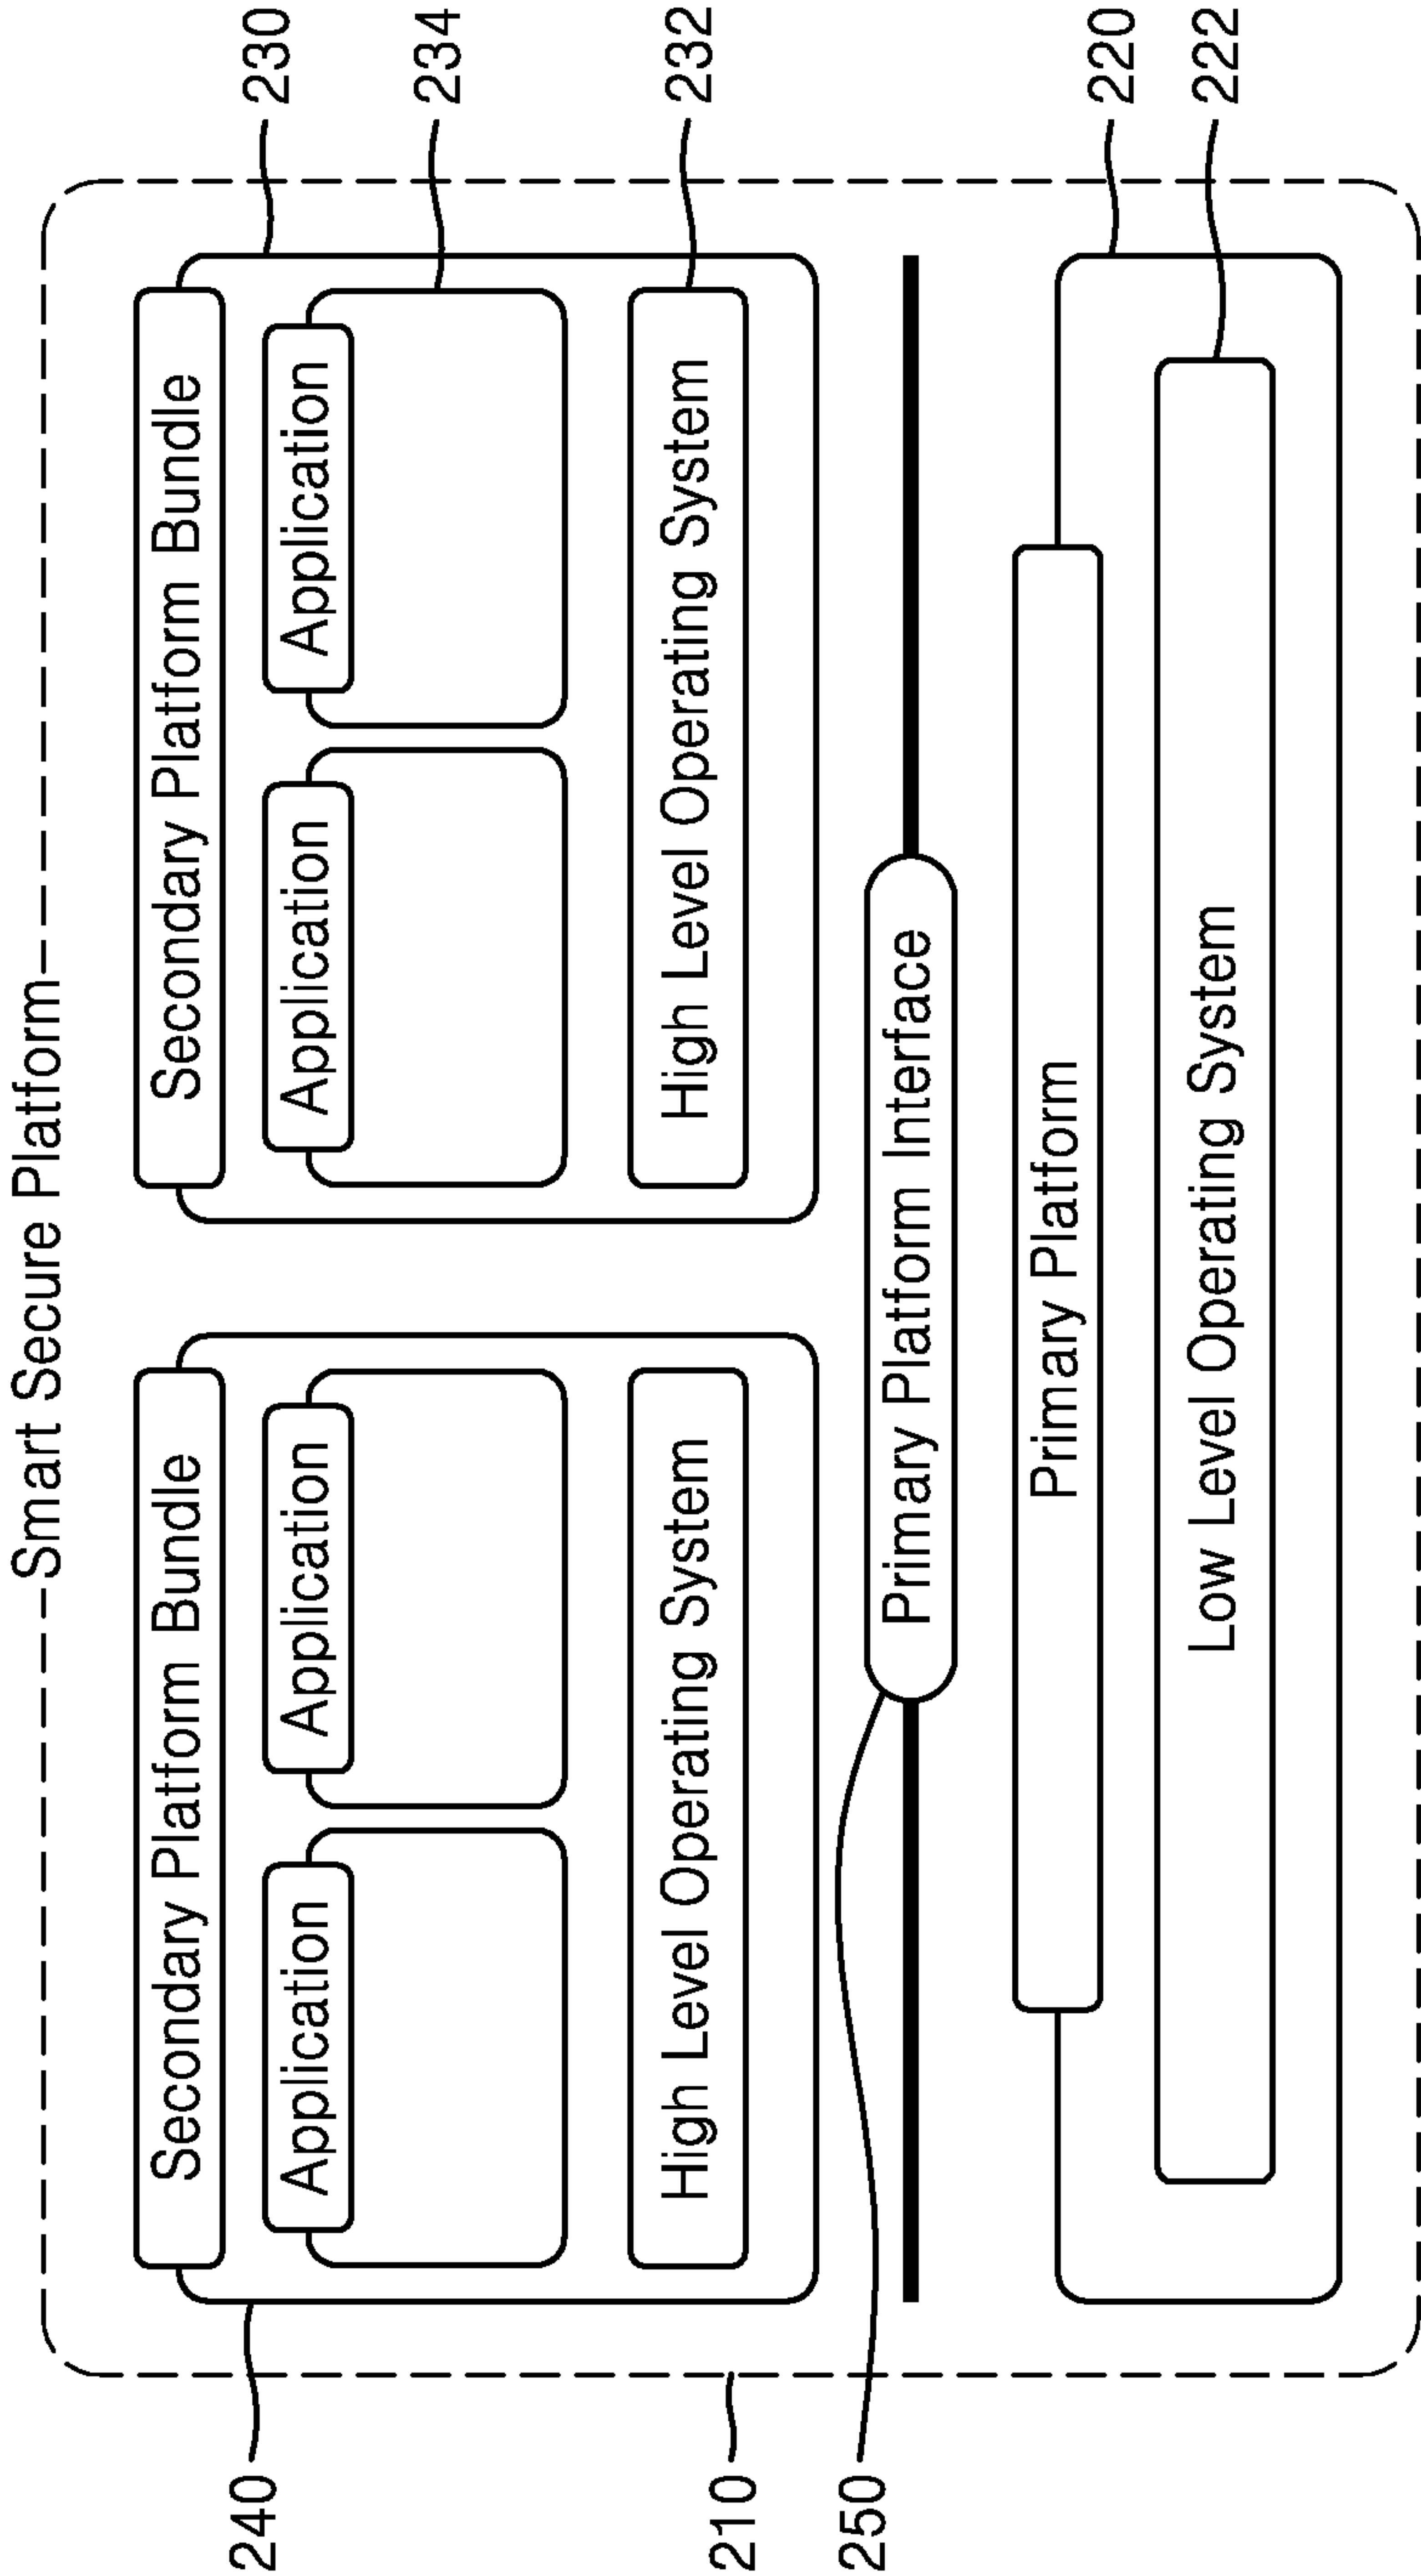 Smart Secure Platform
Secondary Platform Bundle
Secondary Platform Bundle
Application
Application
Application
Application
High Level Operating System
High Level Operating System
Primary Platform Interface
Primary Platform
Low Level Operating System
240
210
250
230
234
232
220
222